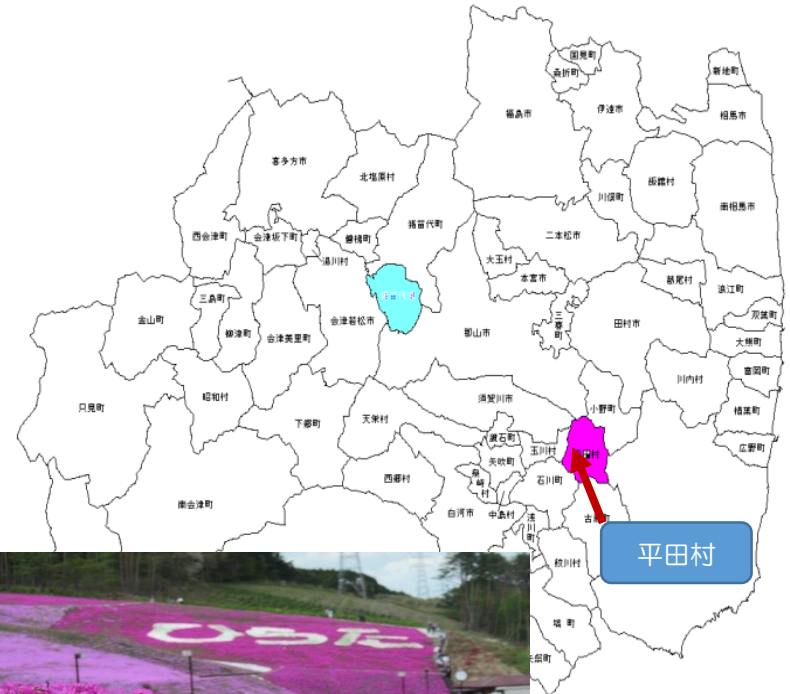 国見町
桑折町
新地町
福島市
伊達市
相馬市
喜多方市
北塩原村
飯舘村
川俣町
南相馬市
猪苗代町
西会津町
会津坂下町
磐梯町
二本松市
湯川村
大玉村
本宮市
葛尾村
浪江町
三島町
金山町
会津若松市
三春町
双葉町
田村市
柳津町
会津美里町
郡山市
大熊町
富岡町
川内村
只見町
昭和村
須賀川市
小野町
楢葉町
下郷町
天栄村
鏡石町
玉川村
広野町
矢吹町
西郷村
泉崎村
石川町
南会津町
白河市
中島村
浅川町
平田村
鮫川村
塙町
ひらた